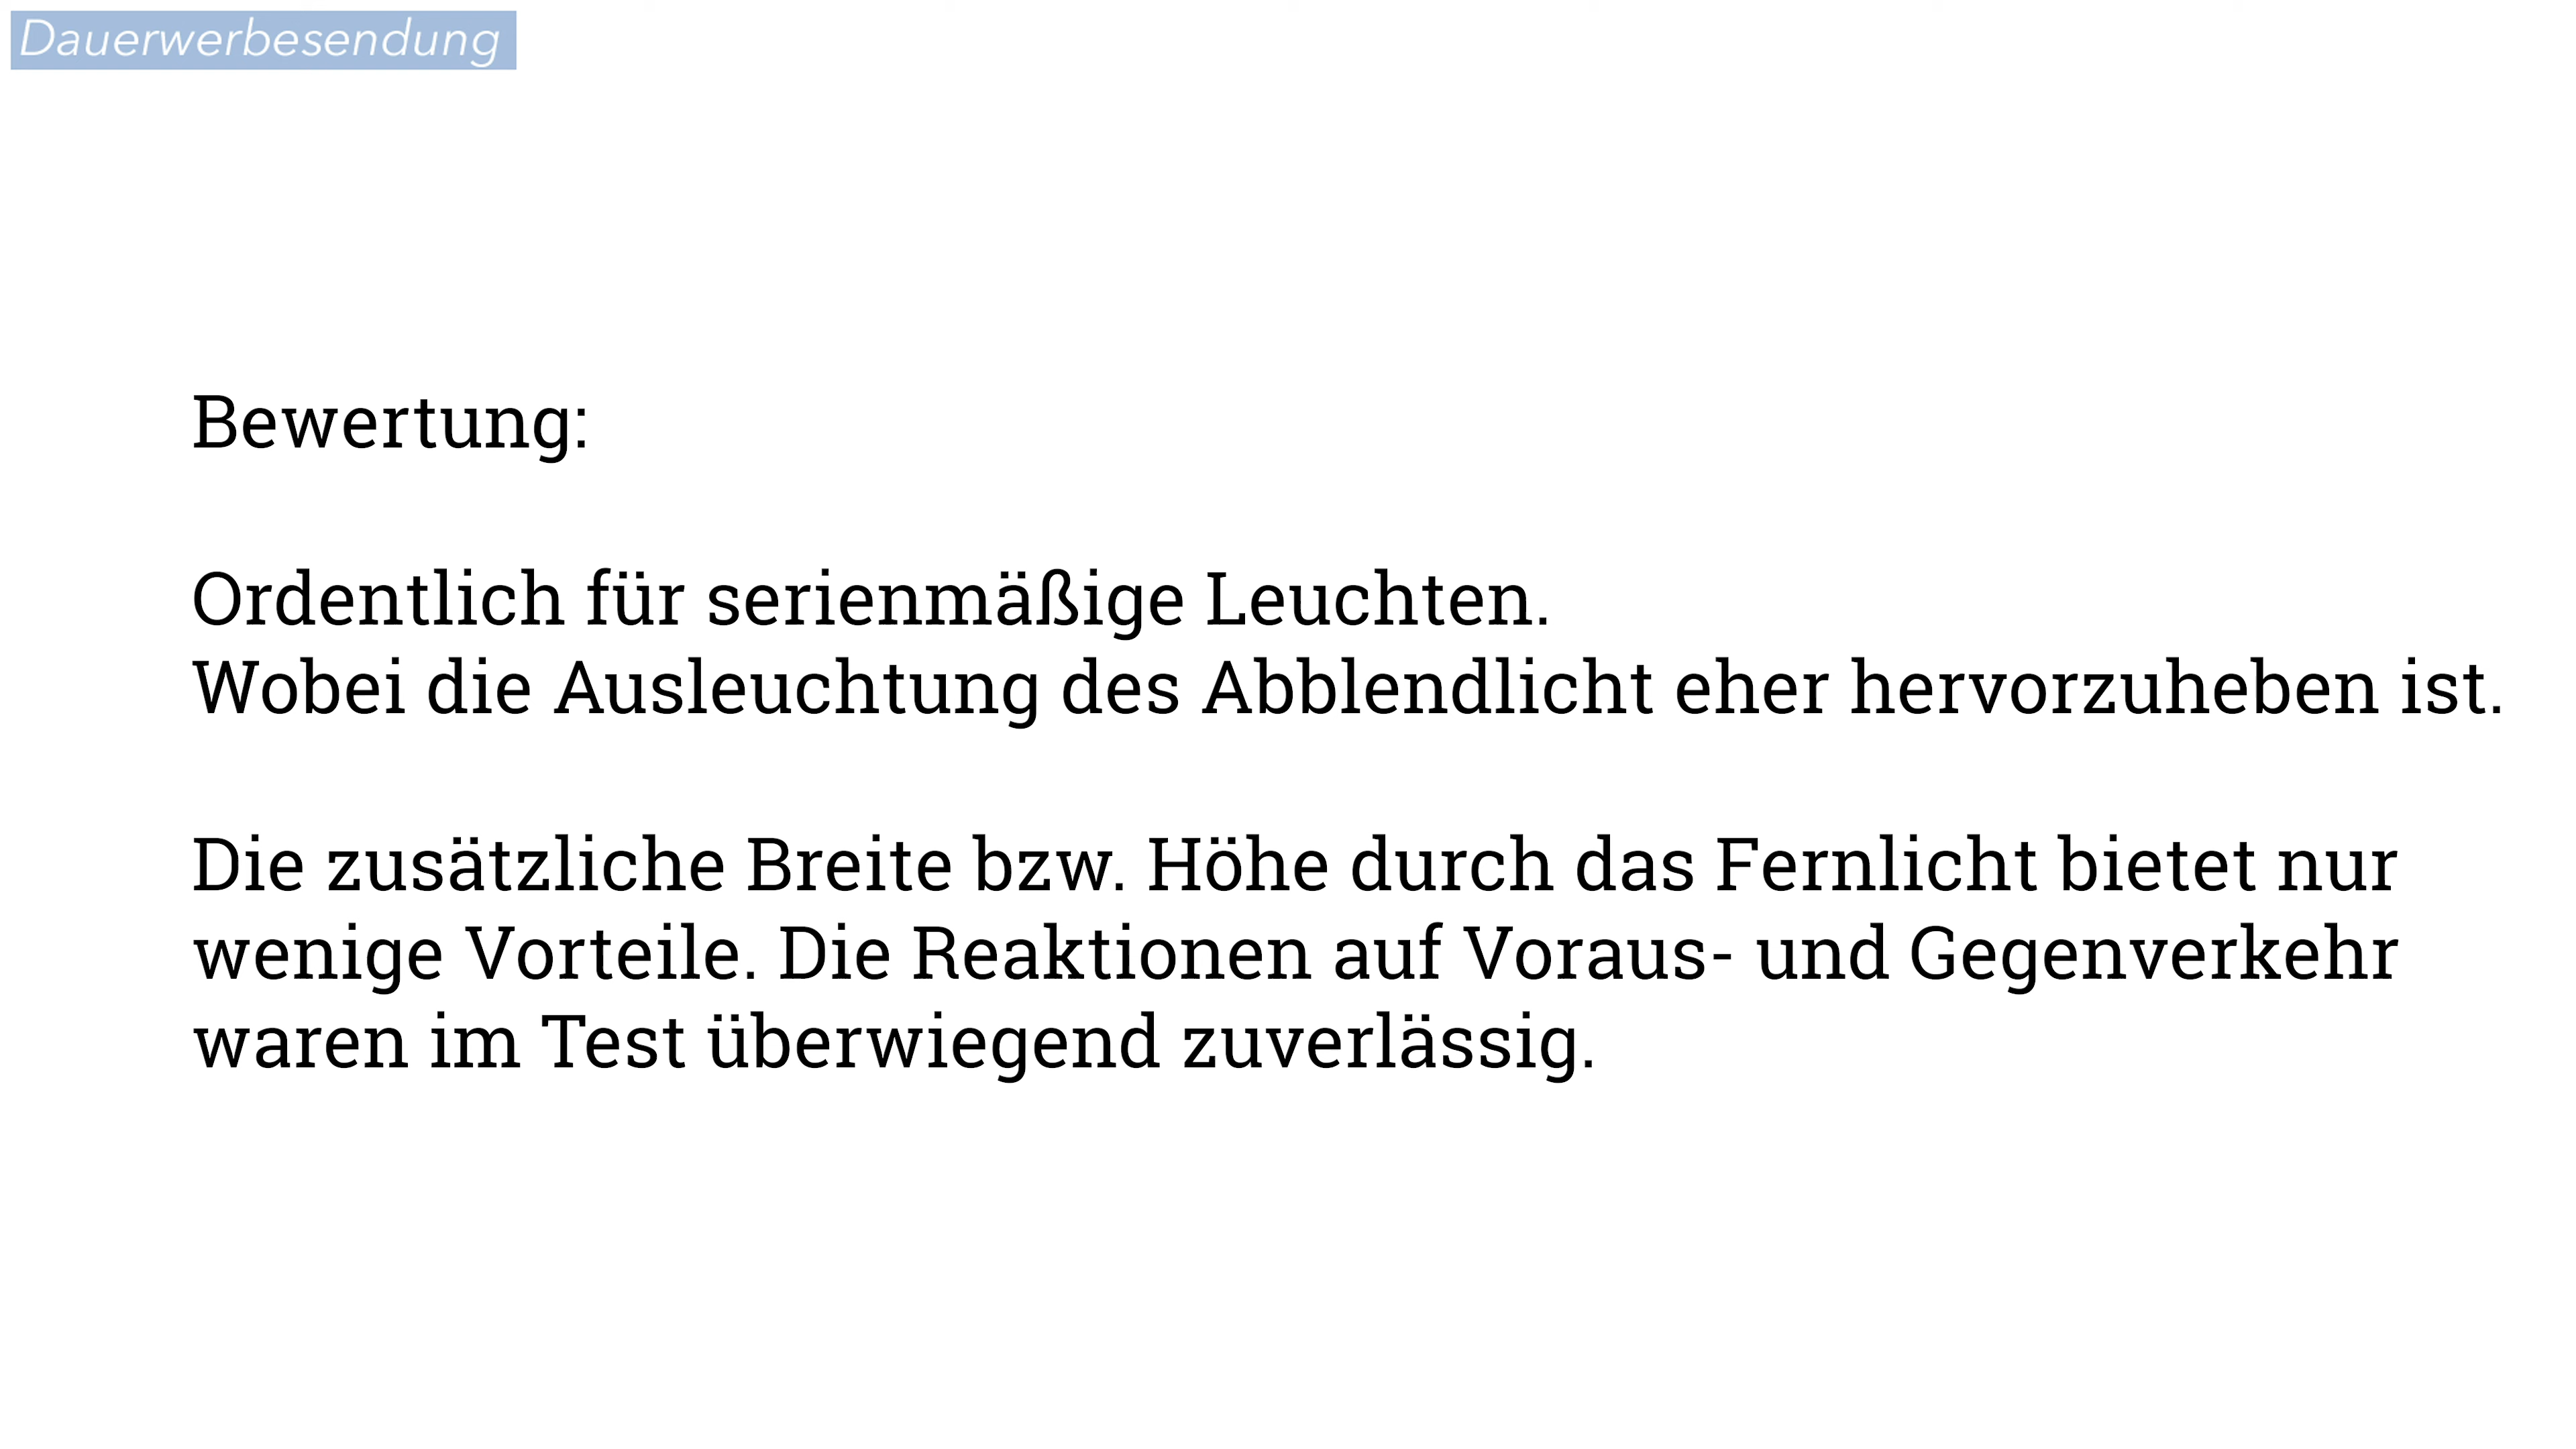 Dauerwerbesendung
Bewertung:
Ordentlich für serienmäßige Leuchten.
Wobei die Ausleuchtung des Abblendlicht eher hervorzuheben ist.
Die zusätzliche Breite bzw. Höhe durch das Fernlicht bietet nur
wenige Vorteile. Die Reaktionen auf Voraus- und Gegenverkehr
waren im Test überwiegend zuverlässig.